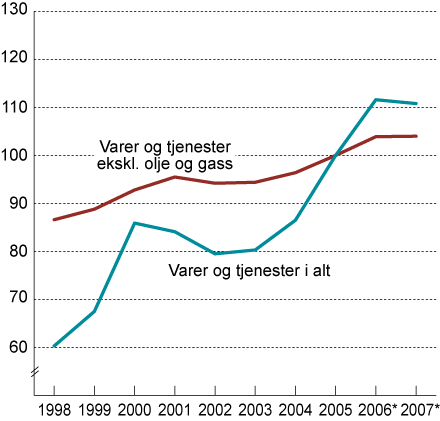 130
120
110
100
90
80
70
60
Varer og tjenester
ekskl. olje og gass
Varer og tjenester i alt
1998 1999 2000 2001 2002 2003 2004 2005 2006* 2007*